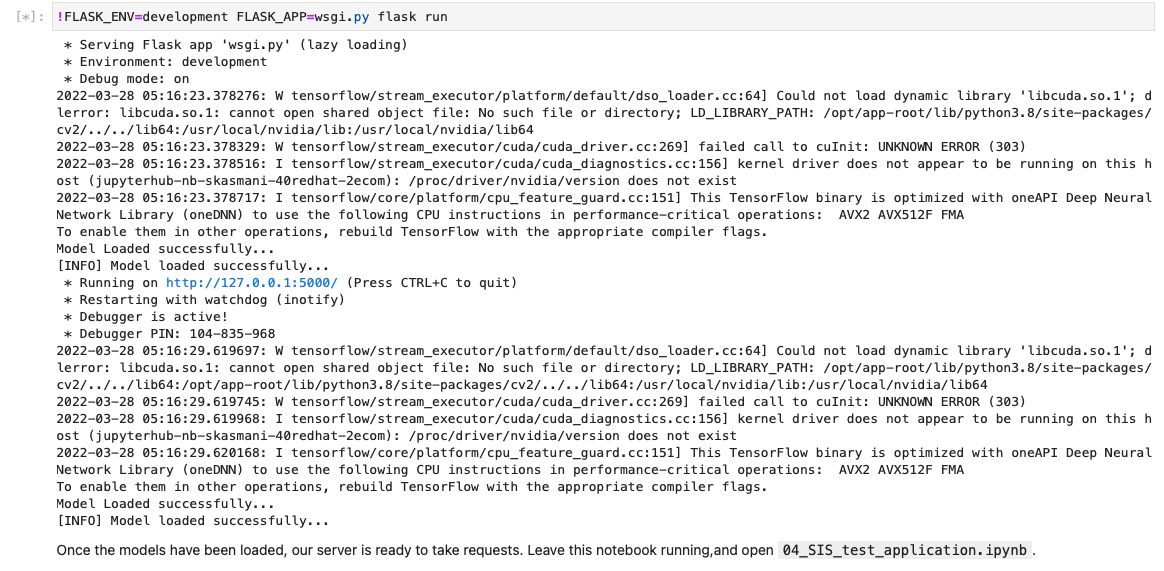 [*]: !FLASK_ENV=development FLASK_APP=wsgi.py flask run
 * Serving Flask app 'wsgi.py' (lazy loading)
 * Environment: development
 * Debug mode: on
2022-03-28 05:16:23.378276: W tensorflow/stream_executor/platform/default/dso_loader.cc:64] Could not load dynamic library 'libcuda.so.1'; d
lerror: libcuda.so.1: cannot open shared object file: No such file or directory; LD_LIBRARY_PATH: /opt/app-root/lib/python3.8/site-packages/
cv2/../../lib64:/usr/local/nvidia/lib:/usr/local/nvidia/lib64
2022-03-28 05:16:23.378329: W tensorflow/stream_executor/cuda/cuda_driver.cc:269] failed call to cuInit: UNKNOWN ERROR (303)
2022-03-28 05:16:23.378516: I tensorflow/stream_executor/cuda/cuda_diagnostics.cc:156] kernel driver does not appear to be running on this h
ost (jupyterhub-nb-skasmani-40redhat-2ecom): /proc/driver/nvidia/version does not exist
2022-03-28 05:16:23.378717: I tensorflow/core/platform/cpu_feature_guard.cc:151] This TensorFlow binary is optimized with oneAPI Deep Neural
Network Library (oneDNN) to use the following CPU instructions in performance-critical operations:  AVX2 AVX512F FMA
To enable them in other operations, rebuild TensorFlow with the appropriate compiler flags.
Model Loaded successfully...
[INFO] Model loaded successfully...
 * Running on http://127.0.0.1:5000/ (Press CTRL+C to quit)
 * Restarting with watchdog (inotify)
 * Debugger is active!
 * Debugger PIN: 104-835-968
2022-03-28 05:16:29.619697: W tensorflow/stream_executor/platform/default/dso_loader.cc:64] Could not load dynamic library 'libcuda.so.1'; d
lerror: libcuda.so.1: cannot open shared object file: No such file or directory; LD_LIBRARY_PATH: /opt/app-root/lib/python3.8/site-packages/
cv2/../../lib64:/opt/app-root/lib/python3.8/site-packages/cv2/../../lib64:/usr/local/nvidia/lib:/usr/local/nvidia/lib64
2022-03-28 05:16:29.619745: W tensorflow/stream_executor/cuda/cuda_driver.cc:269] failed call to cuInit: UNKNOWN ERROR (303)
2022-03-28 05:16:29.619968: I tensorflow/stream_executor/cuda/cuda_diagnostics.cc:156] kernel driver does not appear to be running on this h
ost (jupyterhub-nb-skasmani-40redhat-2ecom): /proc/driver/nvidia/version does not exist
2022-03-28 05:16:29.620168: I tensorflow/core/platform/cpu_feature_guard.cc:151] This TensorFlow binary is optimized with oneAPI Deep Neural
Network Library (oneDNN) to use the following CPU instructions in performance-critical operations:  AVX2 AVX512F FMA
To enable them in other operations, rebuild TensorFlow with the appropriate compiler flags.
Model Loaded successfully...
[INFO] Model loaded successfully...
Once the models have been loaded, our server is ready to take requests. Leave this notebook running,and open 04_SIS_test_application.ipynb.